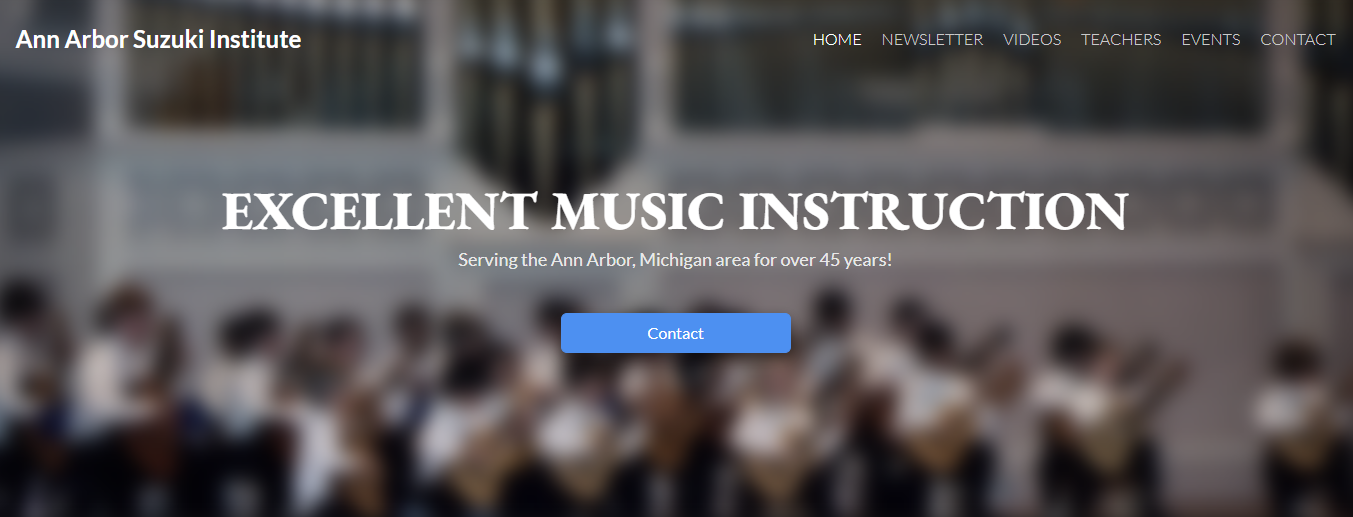 Ann Arbor Suzuki Institute
HOME NEWSLETTER VIDEOS TEACHERS EVENTS CONTACT
EXCELLENT MUSIC INSTRUCTION
Serving the Ann Arbor, Michigan area for over 45 years!
Contact